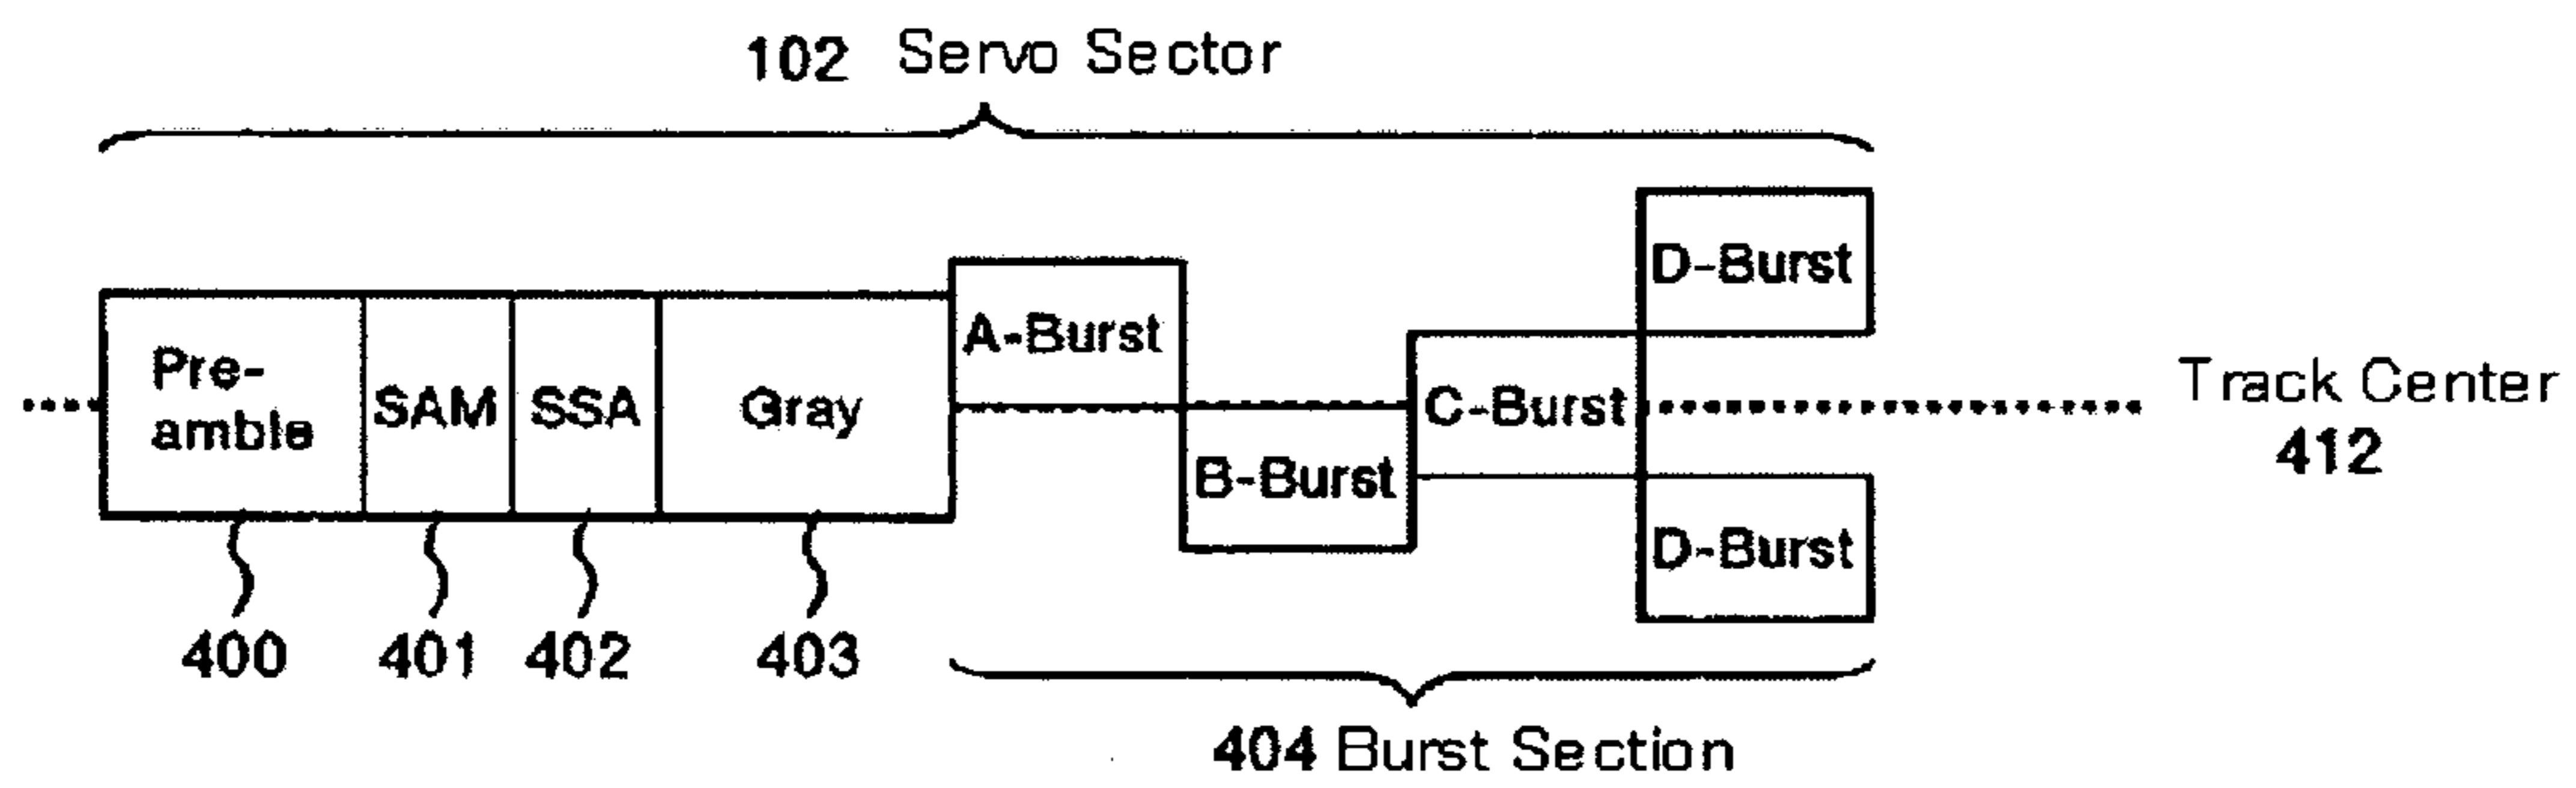 102 Servo Sector
D-Burst
A-Burst
Pre-
amble
SAM
SSA
Gray
C-Burst
Track Center
412
B-Burst
D-Burst
400
401
402
403
404 Burst Section